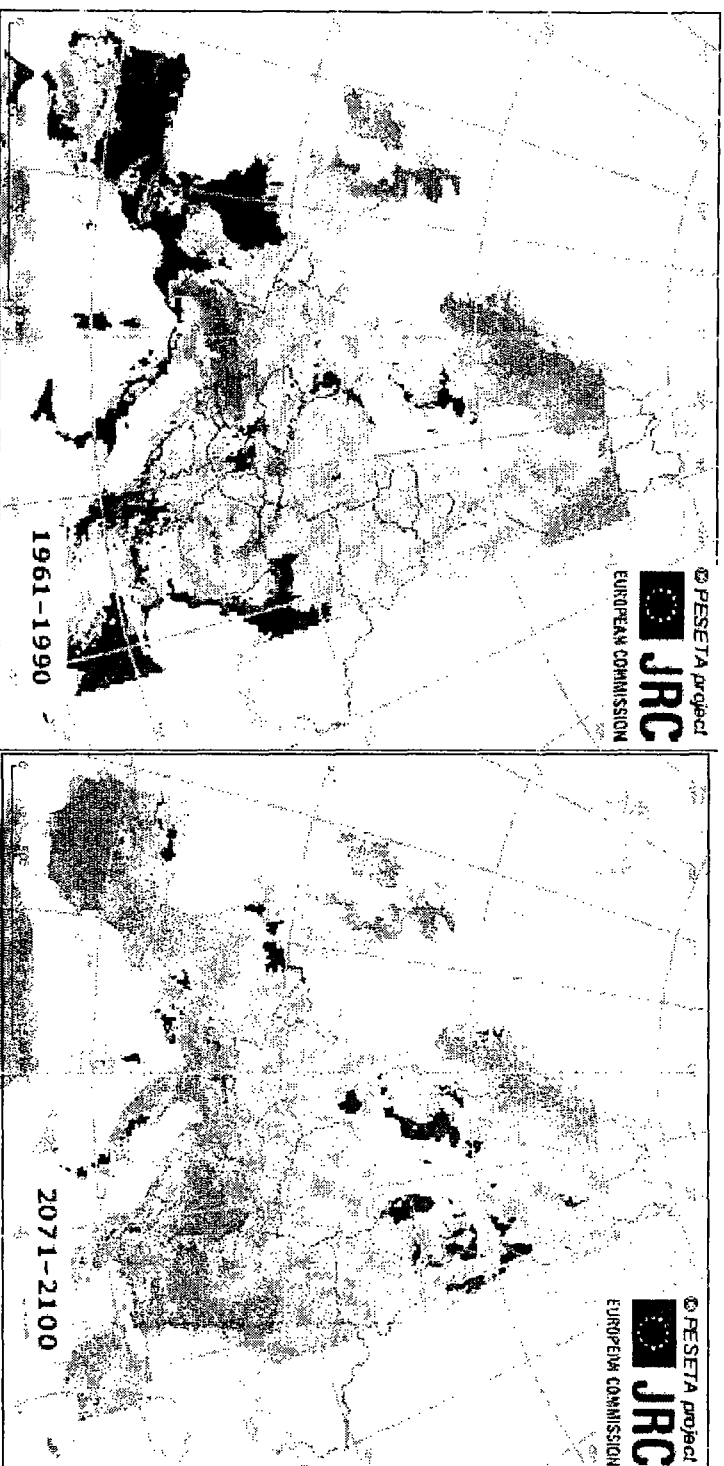 © PESETA project
JRC
EUROPEAN COMMISSION
1961-1990
© PESETA project
JRC
EUROPEAN COMMISSION
2071-2100